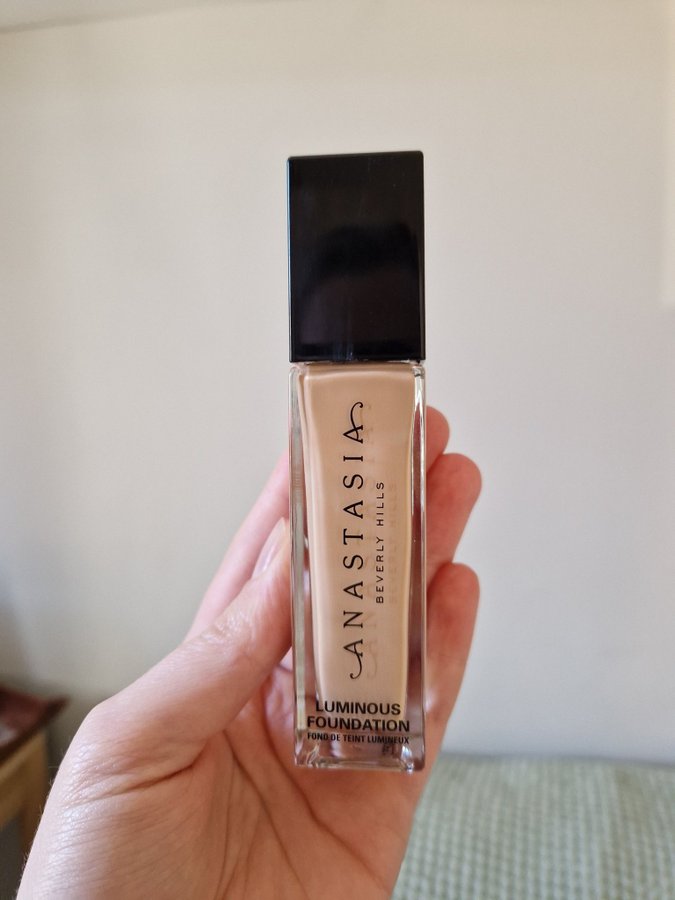 ANASTASIA
BEVERLY HILLS
LUMINOUS
FOUNDATION
FOND DE TEINT LUMINEUX